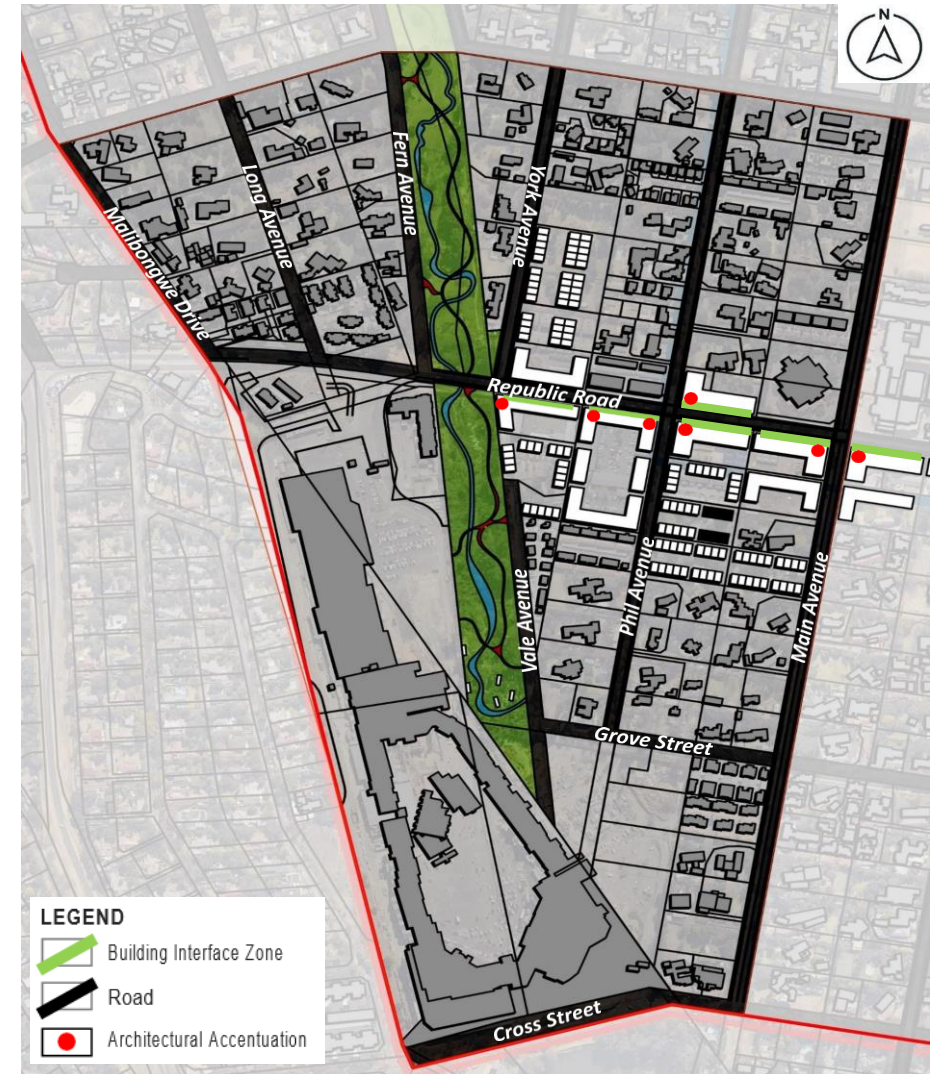 N
Fern Avenue
York Avenue
Long Avenue
Malibongwe Drive
Republic Road
Vale Avenue
Phil Avenue
Main Avenue
Grove Street
LEGEND
Building Interface Zone
Road
Architectural Accentuation
Cross Street